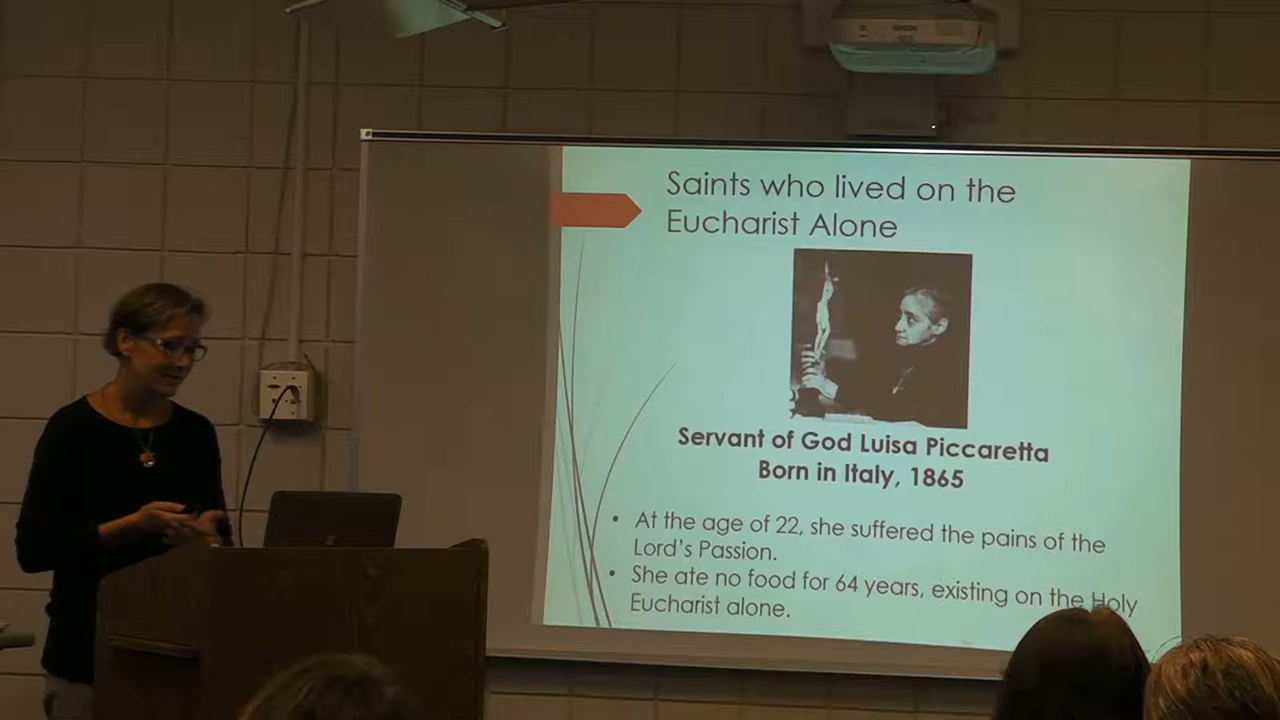 EPSON
Saints who lived on the
Eucharist Alone
Servant of God Luisa Piccaretta
Born in Italy, 1865
• At the age of 22, she suffered the pains of the
Lord's Passion.
• She ate no food for 64 years, existing on the Holy
Eucharist alone.